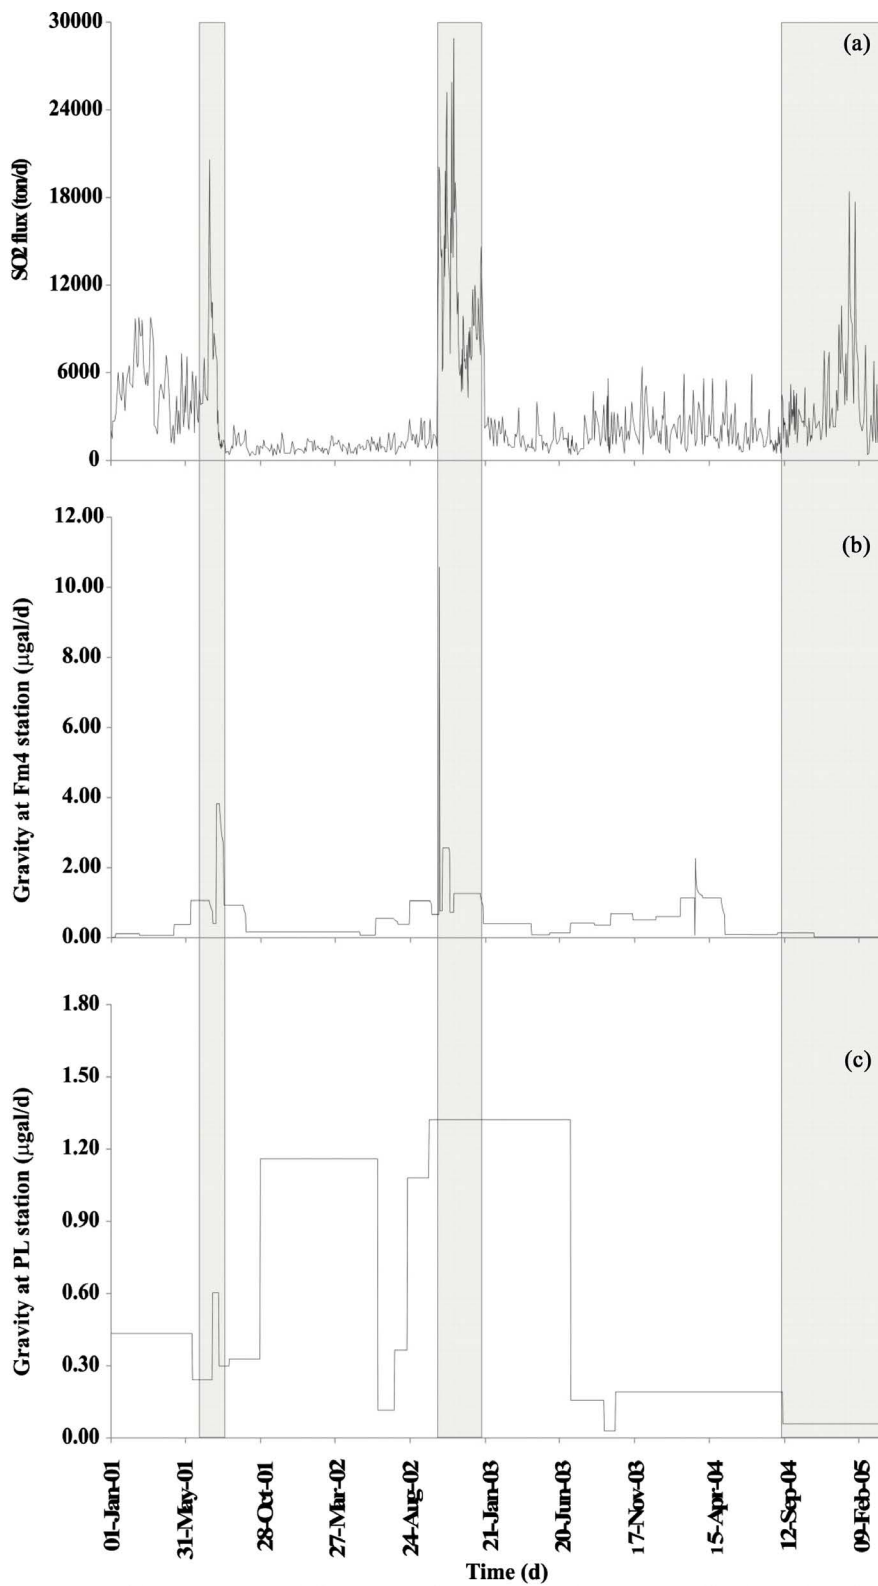 (a)
30000
24000
18000
12000
6000
0
SO2 flux (ton/d)
(b)
12.00
10.00
8.00
6.00
4.00
2.00
0.00
Gravity at Fm4 station (µgal/d)
(c)
1.80
1.50
1.20
0.90
0.60
0.30
0.00
Gravity at PL station (µgal/d)
01-Jan-01
31-May-01
28-Oct-01
27-Mar-02
24-Aug-02
21-Jan-03
20-Jun-03
17-Nov-03
15-Apr-04
12-Sep-04
09-Feb-05
Time (d)